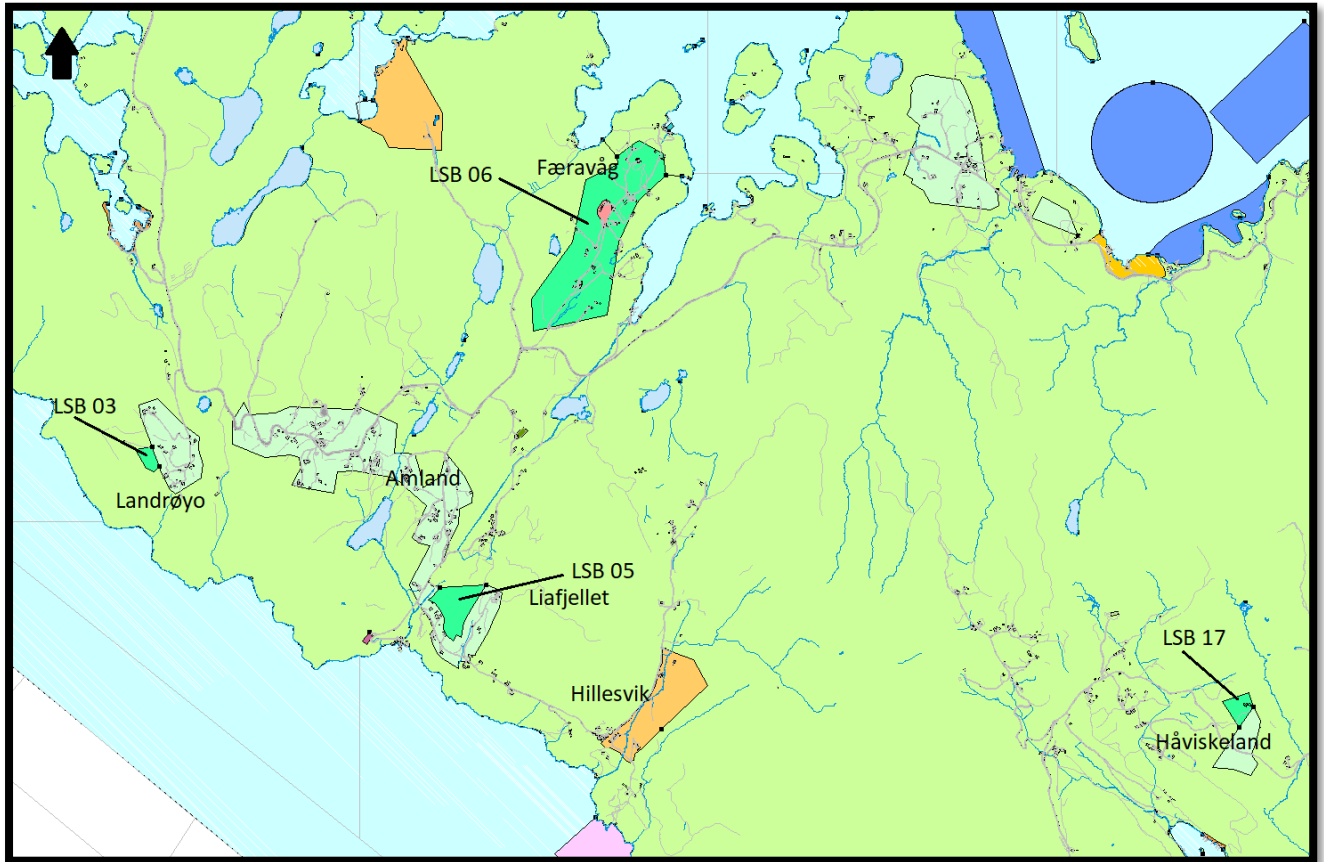 Færavåg
LSB 06
LSB 03
Landrøyo
Amland
LSB 05
Liafjellet
LSB 17
Hillesvik
Håviskeland